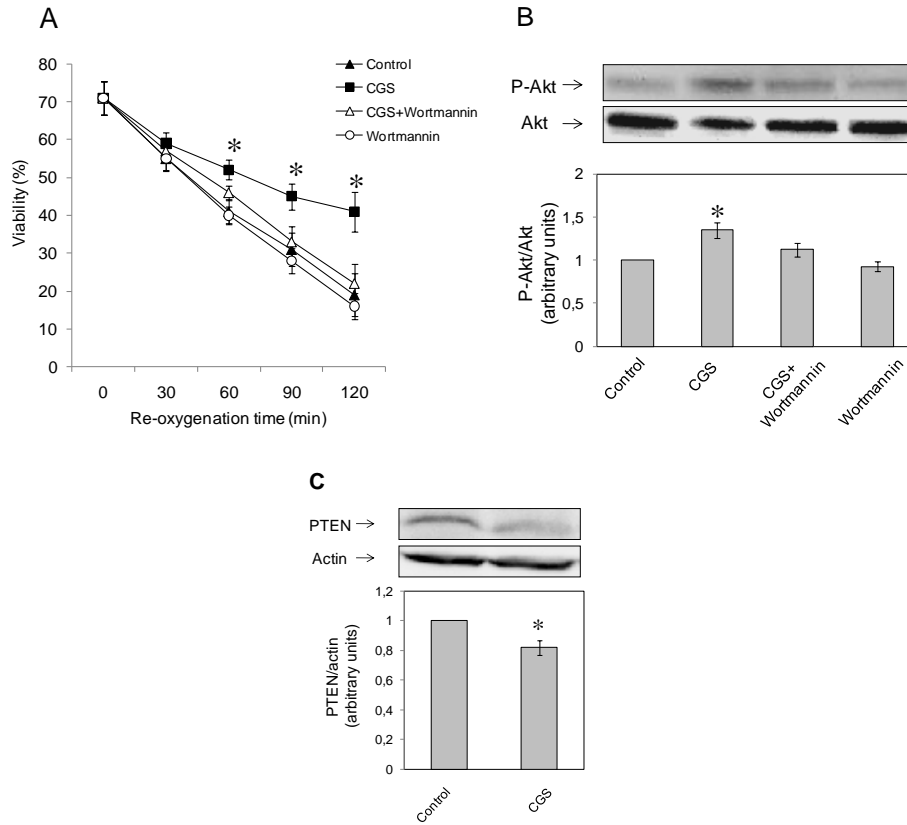 A
Control
CGS
CGS+Wortmannin
Wortmannin
80
70
60
50
40
30
20
10
0
Viability (%)
*
*
*
0 30 60 90 120
Re-oxygenation time (min)
B
P-Akt →
Akt →
2
1,5
1
0,5
0
P-Akt/Akt
(arbitrary units)
*
Control
CGS
CGS+
Wortmannin
Wortmannin
C
PTEN →
Actin →
1,2
1
0,8
0,6
0,4
0,2
0
PTEN/actin
(arbitrary units)
*
Control
CGS